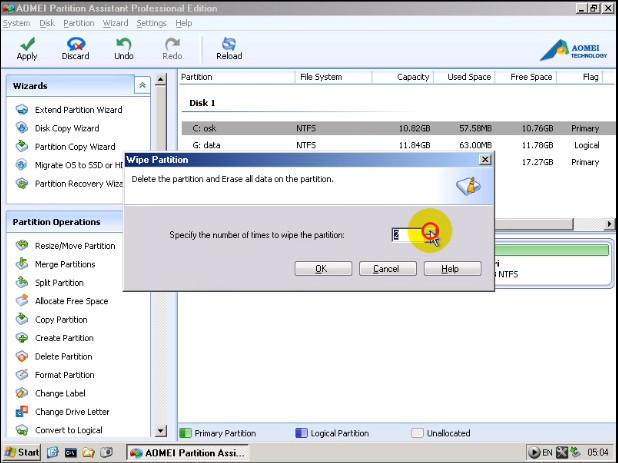 AOMEI Partition Assistant Professional Edition
System Disk Partition Wizard Settings Help
Apply Discard Undo Redo Reload
AOMEI
TECHNOLOGY
Wizards
Extend Partition Wizard
Disk Copy Wizard
Partition Copy Wizard
Migrate OS to SSD or HD
Partition Recovery Wiza
Partition Operations
Resize/Move Partition
Merge Partitions
Split Partition
Allocate Free Space
Copy Partition
Create Partition
Delete Partition
Format Partition
Change Label
Change Drive Letter
Convert to Logical
Partition File System Capacity Used Space Free Space Flag
Disk 1
C: osk NTFS 10.82GB 57.58MB 10.76GB Primary
G: data NTFS 11.84GB 63.00MB 11.78GB Logical
17.27GB Primary
Wipe Partition
Delete the partition and Erase all data on the partition.
Specify the number of times to wipe the partition: 2
OK Cancel Help
NTFS
Primary Partition Logical Partition Unallocated
Start AOMEI Partition Assi... EN 05:04